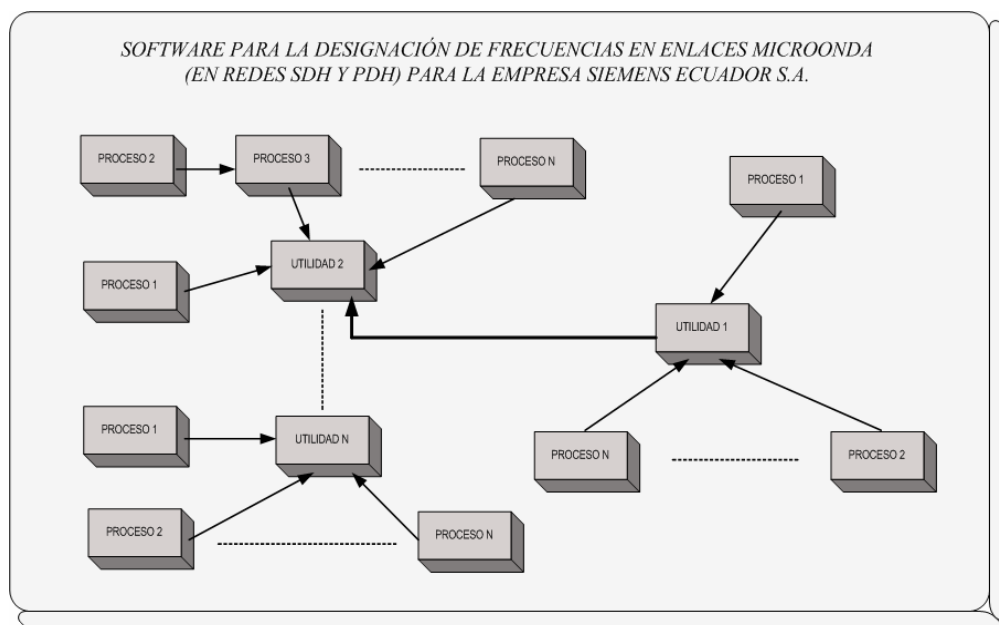 SOFTWARE PARA LA DESIGNACIÓN DE FRECUENCIAS EN ENLACES MICROONDA
(EN REDES SDH Y PDH) PARA LA EMPRESA SIEMENS ECUADOR S.A.
PROCESO 2
PROCESO 3
PROCESO N
PROCESO 1
UTILIDAD 2
PROCESO 1
UTILIDAD 1
PROCESO 1
UTILIDAD N
PROCESO N
PROCESO 2
PROCESO 2
PROCESO N